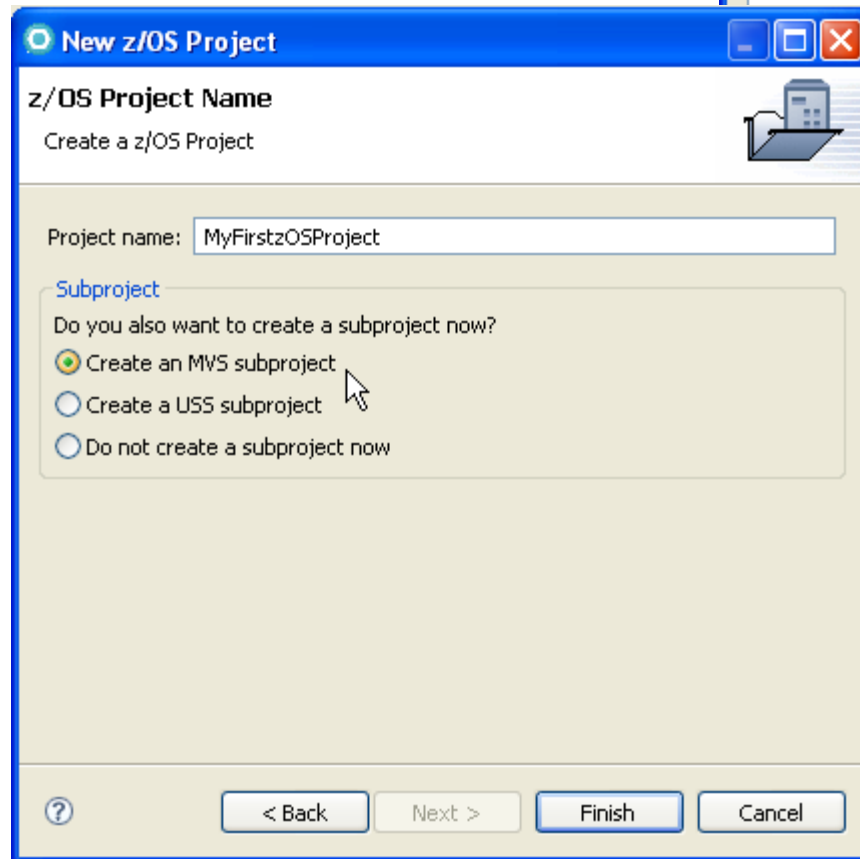 New z/OS Project
z/OS Project Name
Create a z/OS Project
Project name: MyFirstzOSProject
Subproject
Do you also want to create a subproject now?
Create an MVS subproject
Create a USS subproject
Do not create a subproject now
? < Back Next > Finish Cancel